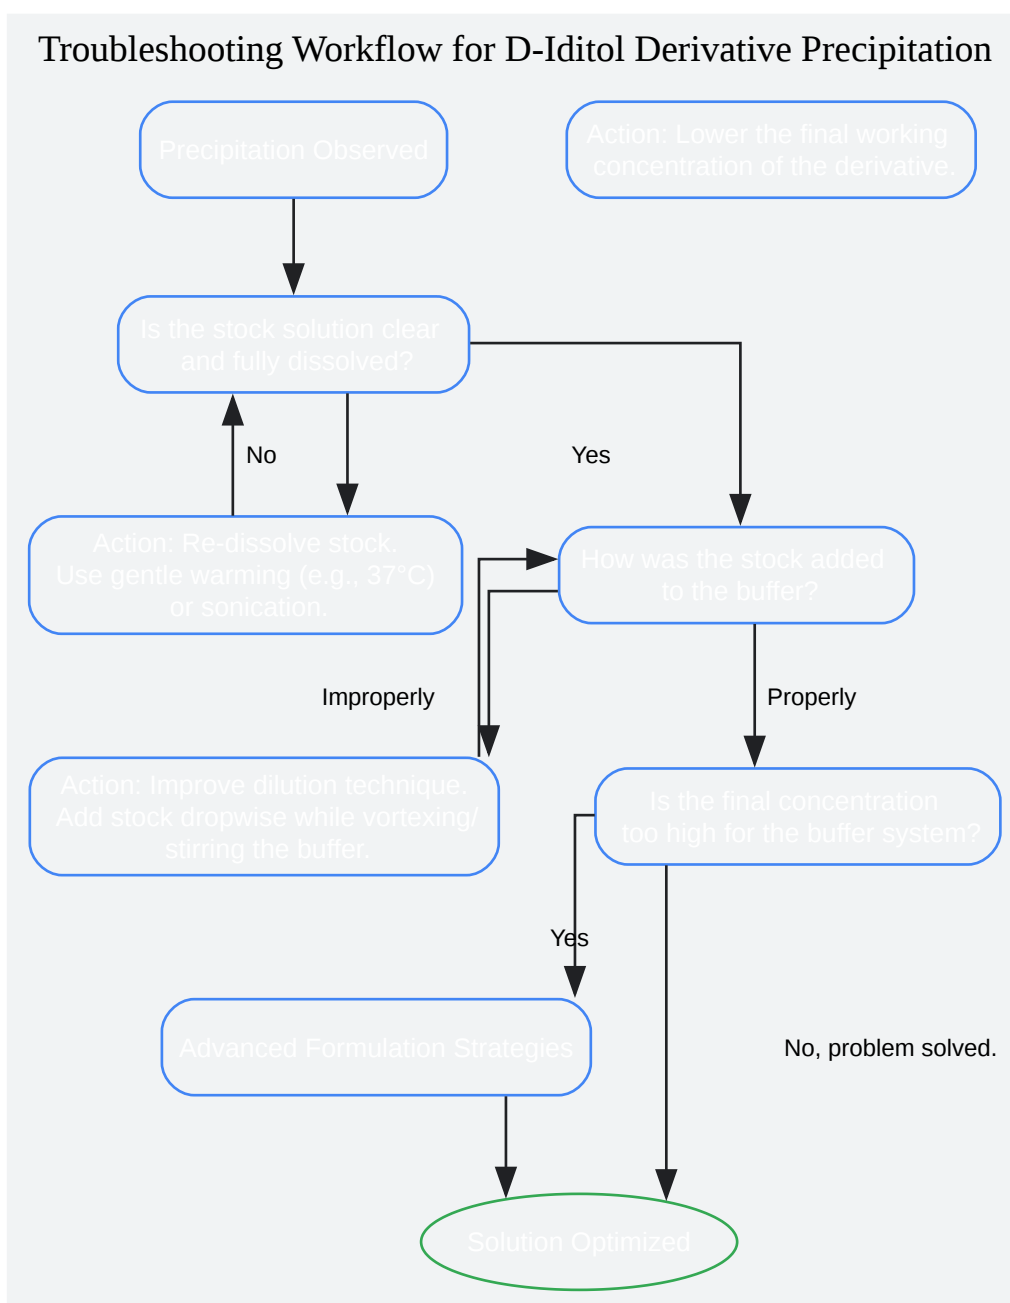 Troubleshooting Workflow for D-Iditol Derivative Precipitation
Precipitation Observed
Action: Lower the final working
concentration of the derivative.
Is the stock solution clear
and fully dissolved?
No
Yes
Action: Re-dissolve stock.
Use gentle warming (e.g., 37°C)
or sonication.
How was the stock added
to the buffer?
Improperly
Properly
Action: Improve dilution technique.
Add stock dropwise while vortexing/
stirring the buffer.
Is the final concentration
too high for the buffer system?
Yes
Advanced Formulation Strategies
No, problem solved.
Solution Optimized